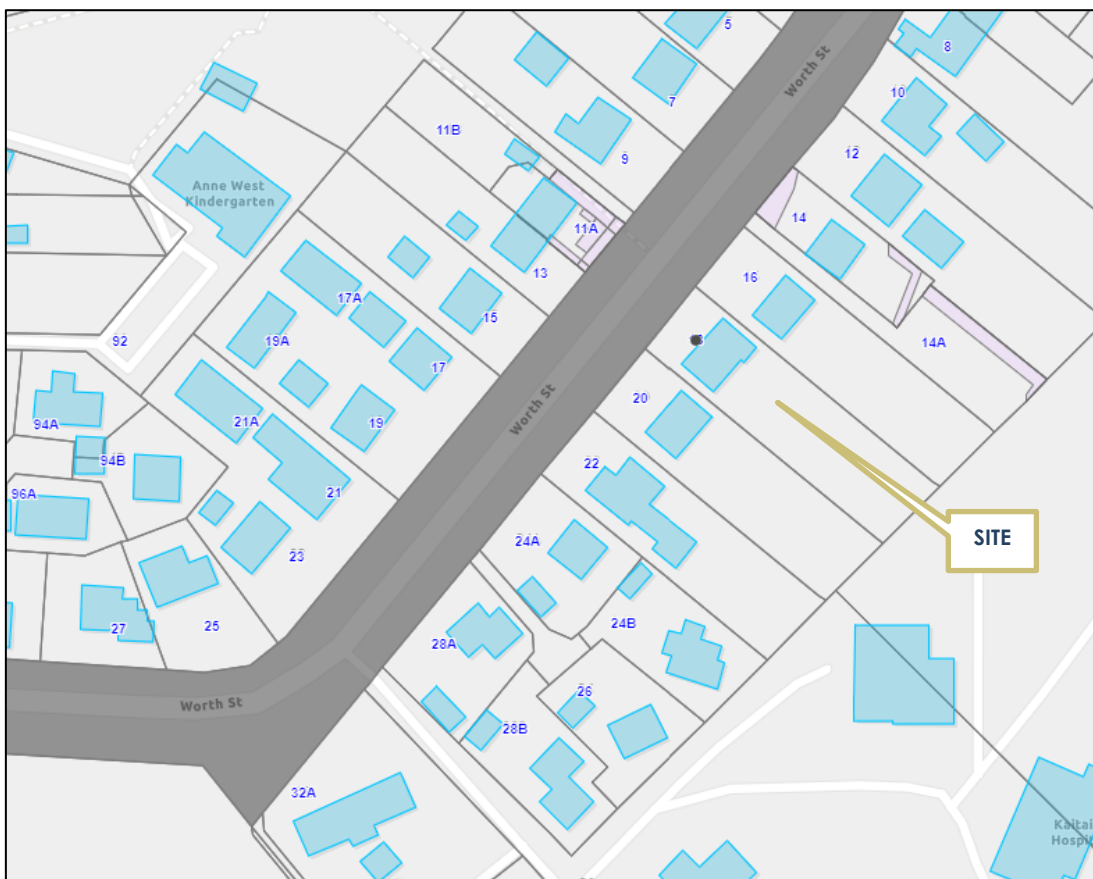 5
8
7
10
11B
9
12
Anne West
Kindergarten
11A
14
13
16
17A
15
14A
92
19A
17
20
94A
21A
19
22
94B
96A
21
24A
SITE
23
27
25
28A
24B
26
28B
32A
Worth St
Worth St
Worth St